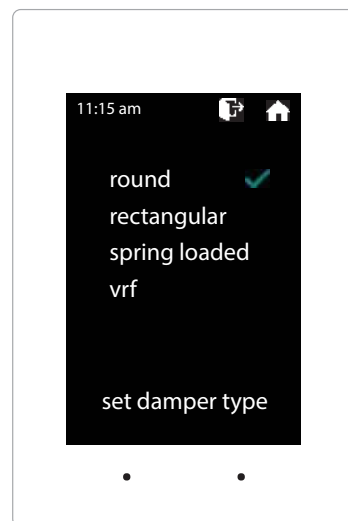 11:15 am
round
rectangular
spring loaded
vrf
set damper type